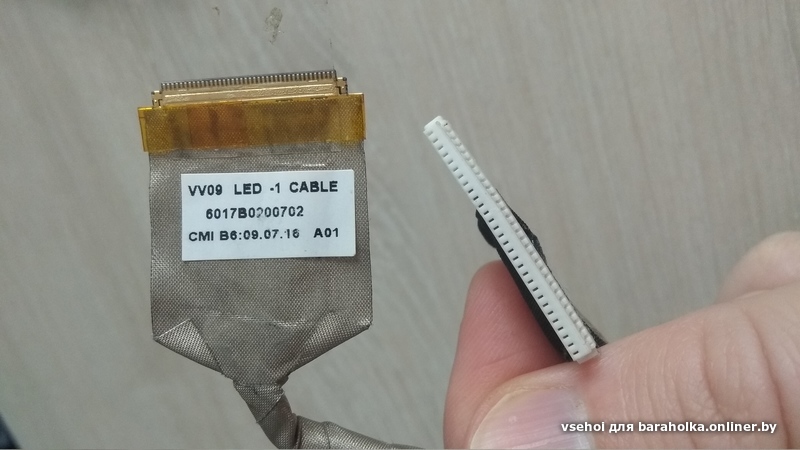 VV09 LED -1 CABLE
6017B0200702
CMI B6:09.07.16 A01
vsehoi для baraholka.onliner.by